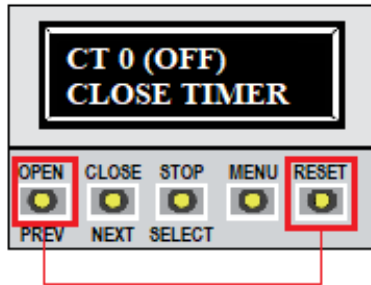 CT 0 (OFF)
CLOSE TIMER
OPEN CLOSE STOP MENU RESET
PREV NEXT SELECT